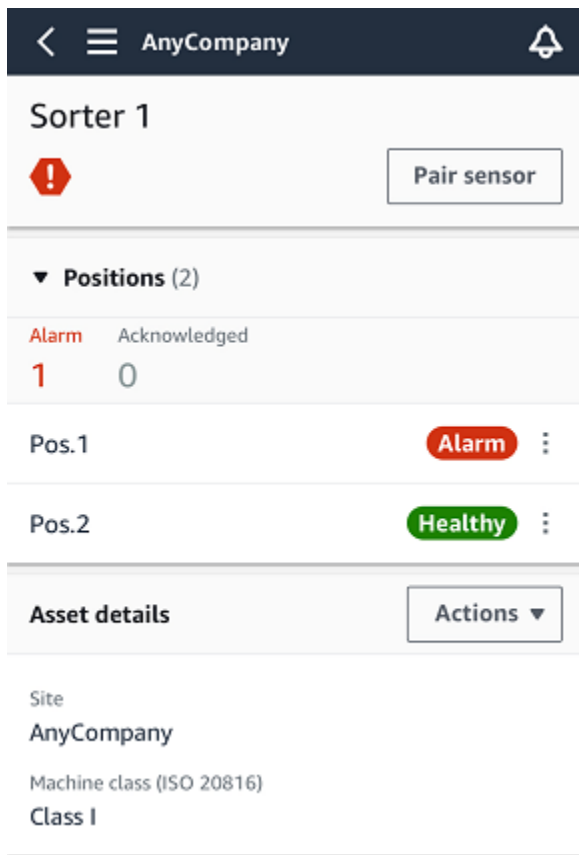 AnyCompany
Sorter 1
Pair sensor
Positions (2)
Alarm Acknowledged
1 0
Pos.1 Alarm
Pos.2 Healthy
Asset details Actions
Site
AnyCompany
Machine class (ISO 20816)
Class I